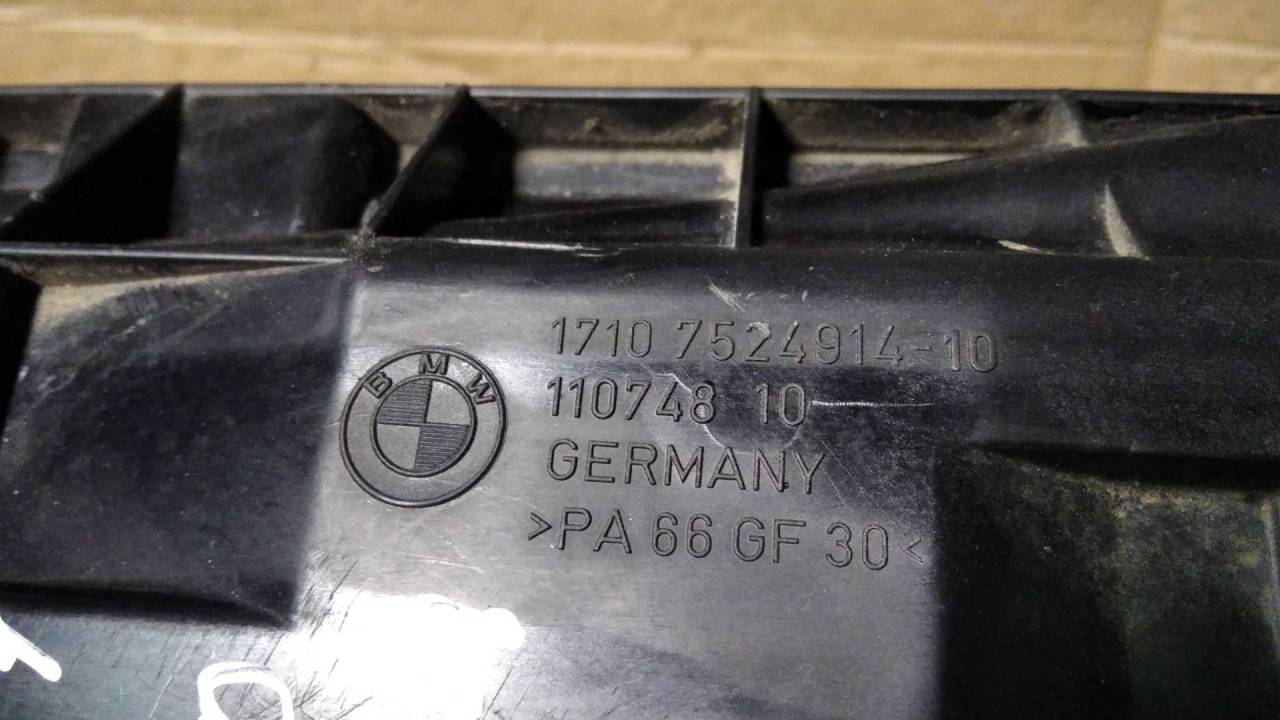 BMW
1710 7524914-10
110748 10
GERMANY
>PA 66 GF 30<